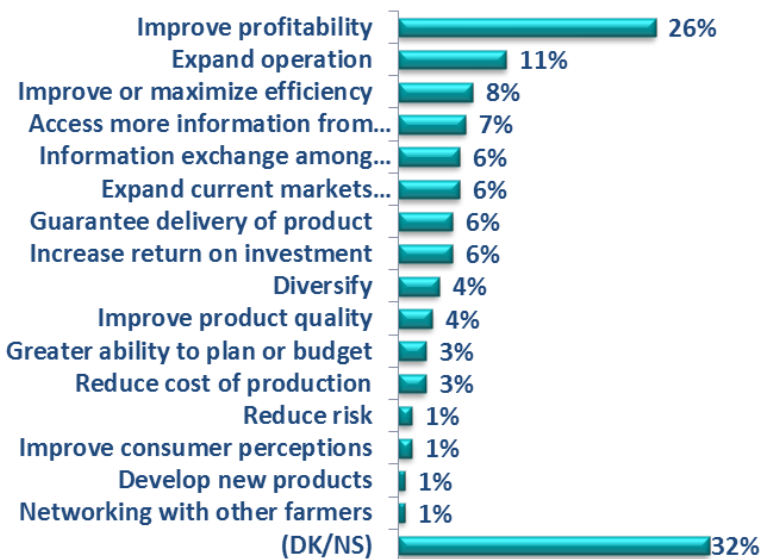 Improve profitability 26%
Expand operation 11%
Improve or maximize efficiency 8%
Access more information from... 7%
Information exchange among... 6%
Expand current markets... 6%
Guarantee delivery of product 6%
Increase return on investment 6%
Diversify 4%
Improve product quality 4%
Greater ability to plan or budget 3%
Reduce cost of production 3%
Reduce risk 1%
Improve consumer perceptions 1%
Develop new products 1%
Networking with other farmers 1%
(DK/NS) 32%